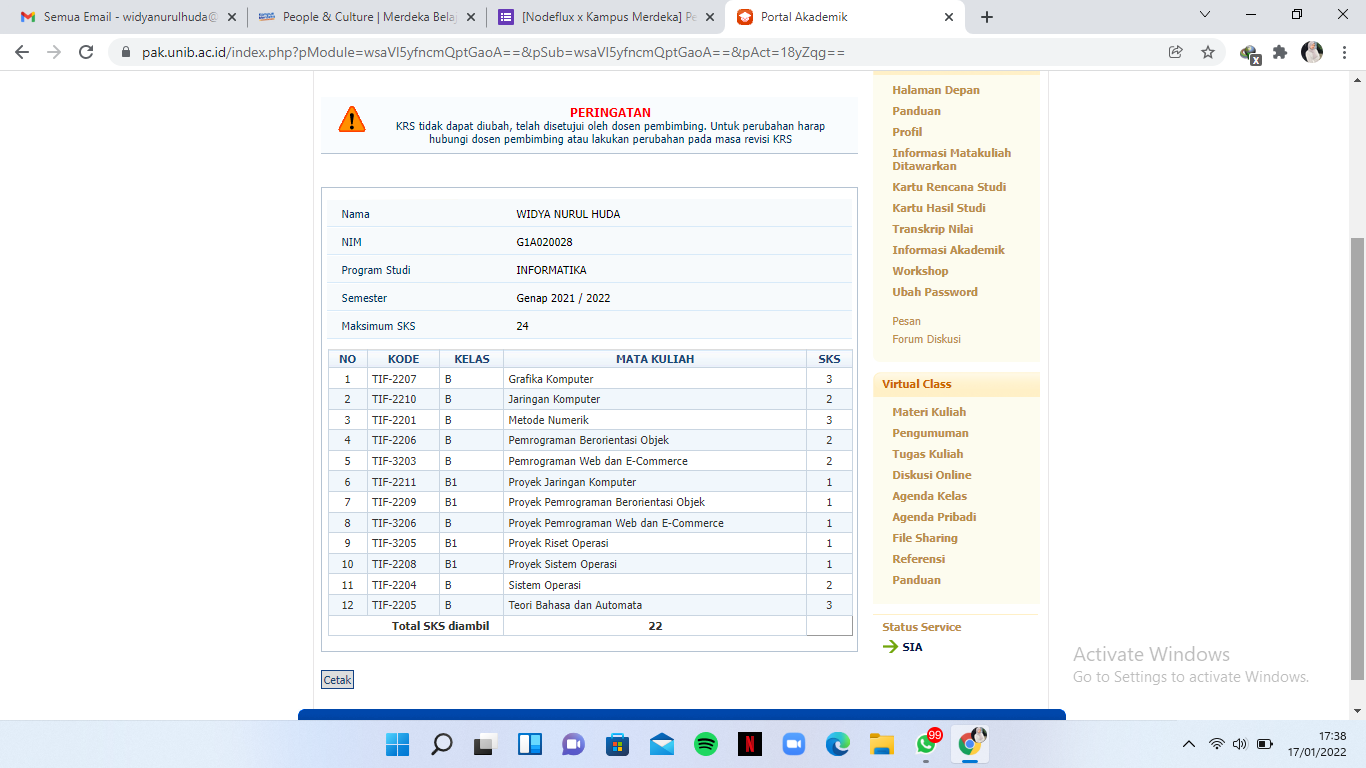 Semua Email - widyanurulhuda@
People & Culture | Merdeka Bela
[Nodeflux x Kampus Merdeka] Pe
Portal Akademik
pak.unib.ac.id/index.php?pModule=wsaVl5yfncmQptGaoA==&pSub=wsaVl5yfncmQptGaoA==&pAct=18yZqg==
PERINGATAN
KRS tidak dapat diubah, telah disetujui oleh dosen pembimbing. Untuk perubahan harap
hubungi dosen pembimbing atau lakukan perubahan pada masa revisi KRS
Nama WIDYA NURUL HUDA
NIM G1A020028
Program Studi INFORMATIKA
Semester Genap 2021 / 2022
Maksimum SKS 24
NO KODE KELAS MATA KULIAH SKS
1 TIF-2207 B Grafika Komputer 3
2 TIF-2210 B Jaringan Komputer 2
3 TIF-2201 B Metode Numerik 3
4 TIF-2206 B Pemrograman Berorientasi Objek 2
5 TIF-3203 B Pemrograman Web dan E-Commerce 2
6 TIF-2211 B1 Proyek Jaringan Komputer 1
7 TIF-2209 B1 Proyek Pemrograman Berorientasi Objek 1
8 TIF-3206 B Proyek Pemrograman Web dan E-Commerce 1
9 TIF-3205 B1 Proyek Riset Operasi 1
10 TIF-2208 B1 Proyek Sistem Operasi 1
11 TIF-2204 B Sistem Operasi 2
12 TIF-2205 B Teori Bahasa dan Automata 3
Total SKS diambil 22
Cetak
Halaman Depan
Panduan
Profil
Informasi Matakuliah
Ditawarkan
Kartu Rencana Studi
Kartu Hasil Studi
Transkrip Nilai
Informasi Akademik
Workshop
Ubah Password
Pesan
Forum Diskusi
Virtual Class
Materi Kuliah
Pengumuman
Tugas Kuliah
Diskusi Online
Agenda Kelas
Agenda Pribadi
File Sharing
Referensi
Panduan
Status Service
SIA
Activate Windows
Go to Settings to activate Windows.
99
17:38
17/01/2022